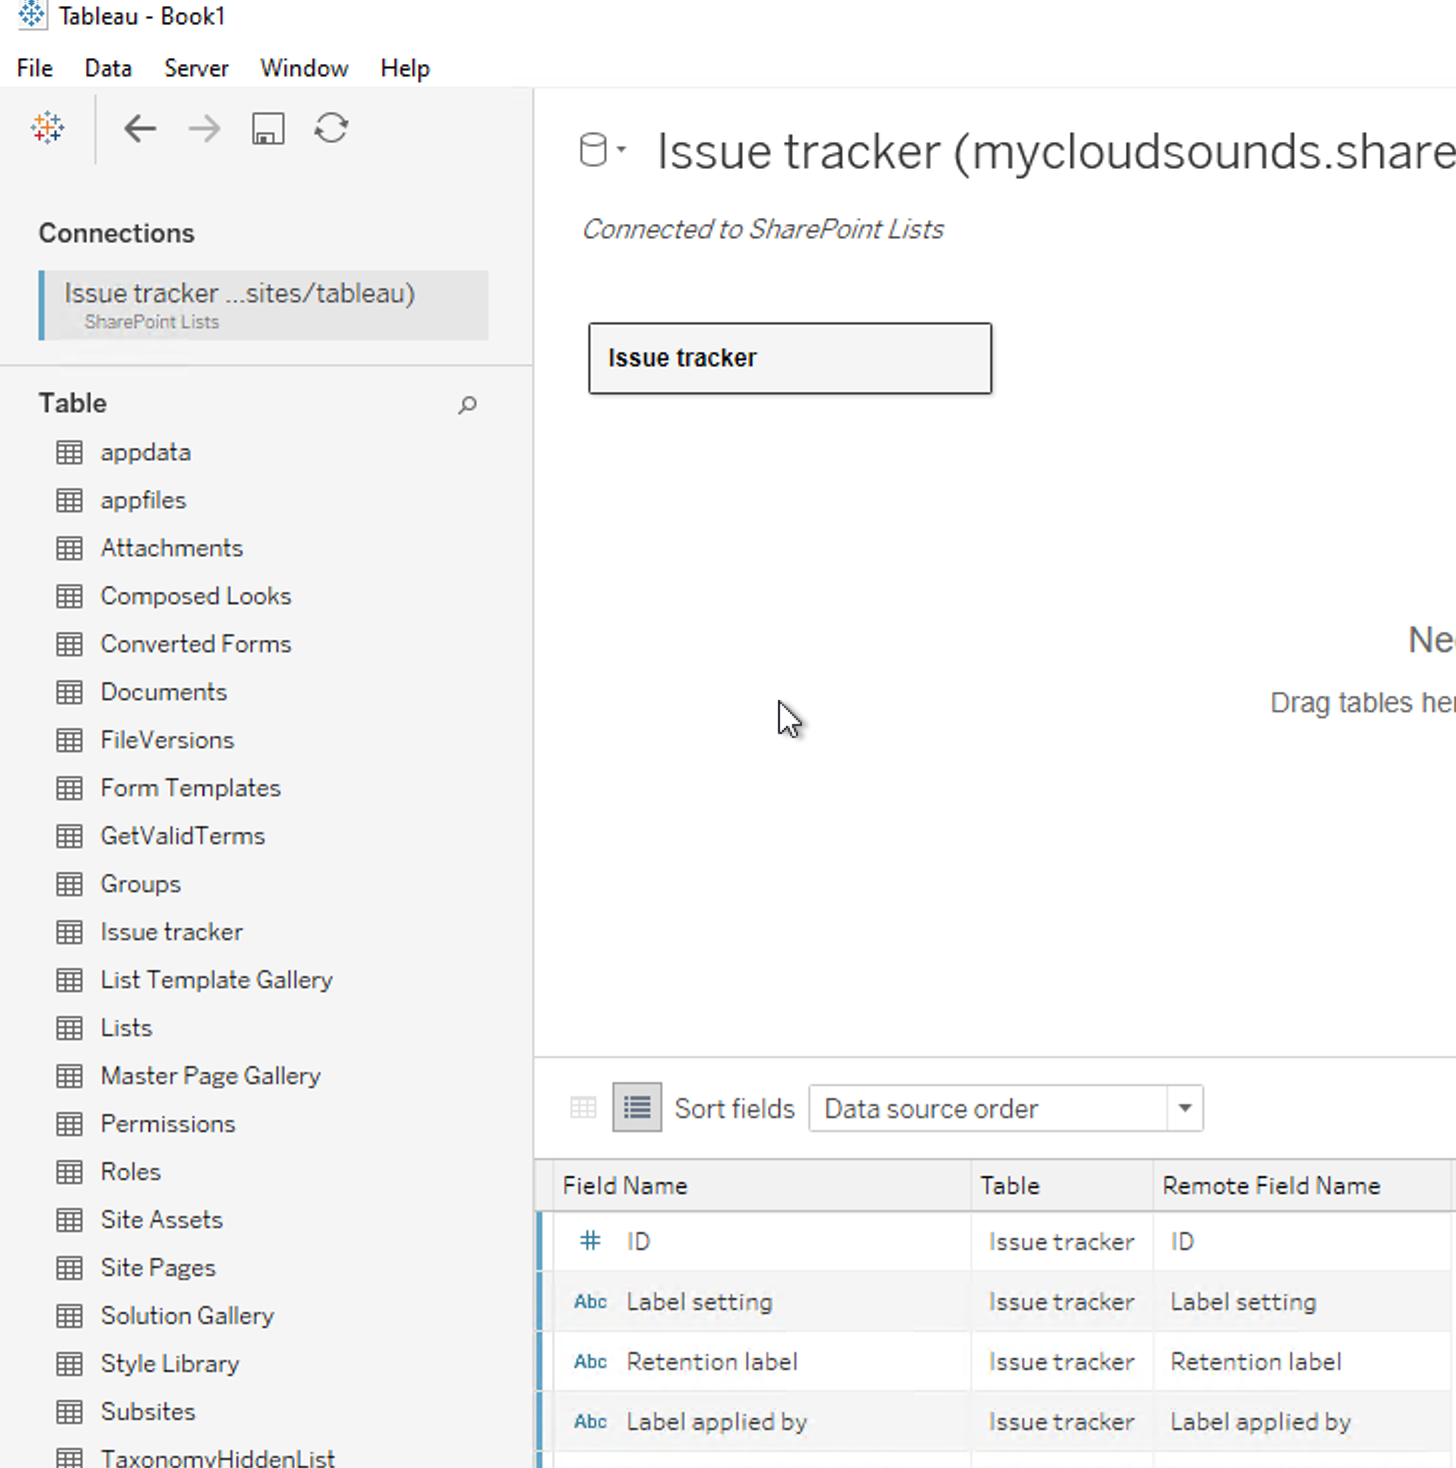 Tableau - Book1
File Data Server Window Help
Connections
Issue tracker ...sites/tableau)
SharePoint Lists
Table
appdata
appfiles
Attachments
Composed Looks
Converted Forms
Documents
FileVersions
Form Templates
GetValidTerms
Groups
Issue tracker
List Template Gallery
Lists
Master Page Gallery
Permissions
Roles
Site Assets
Site Pages
Solution Gallery
Style Library
Subsites
TaxonomyHiddenList
Issue tracker (mycloudsounds.share
Connected to SharePoint Lists
Issue tracker
Ne
Drag tables her
Sort fields Data source order
Field Name Table Remote Field Name
# ID Issue tracker ID
Abc Label setting Issue tracker Label setting
Abc Retention label Issue tracker Retention label
Abc Label applied by Issue tracker Label applied by